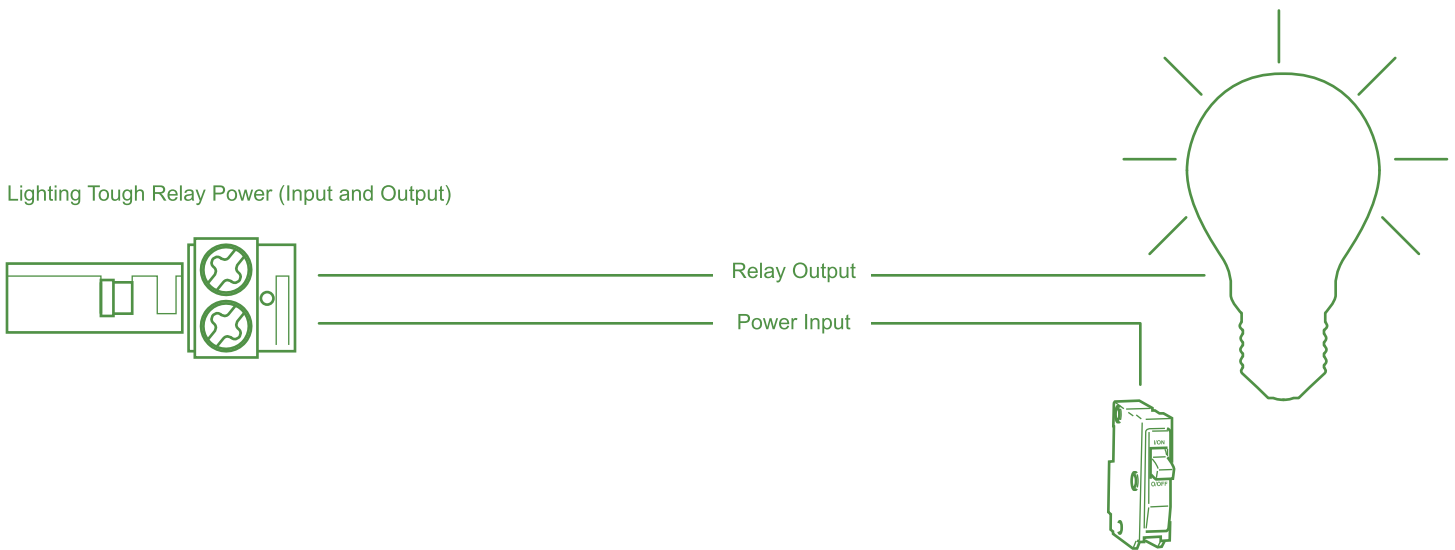 Lighting Tough Relay Power (Input and Output)
Relay Output
Power Input
I/ON
O/OFF